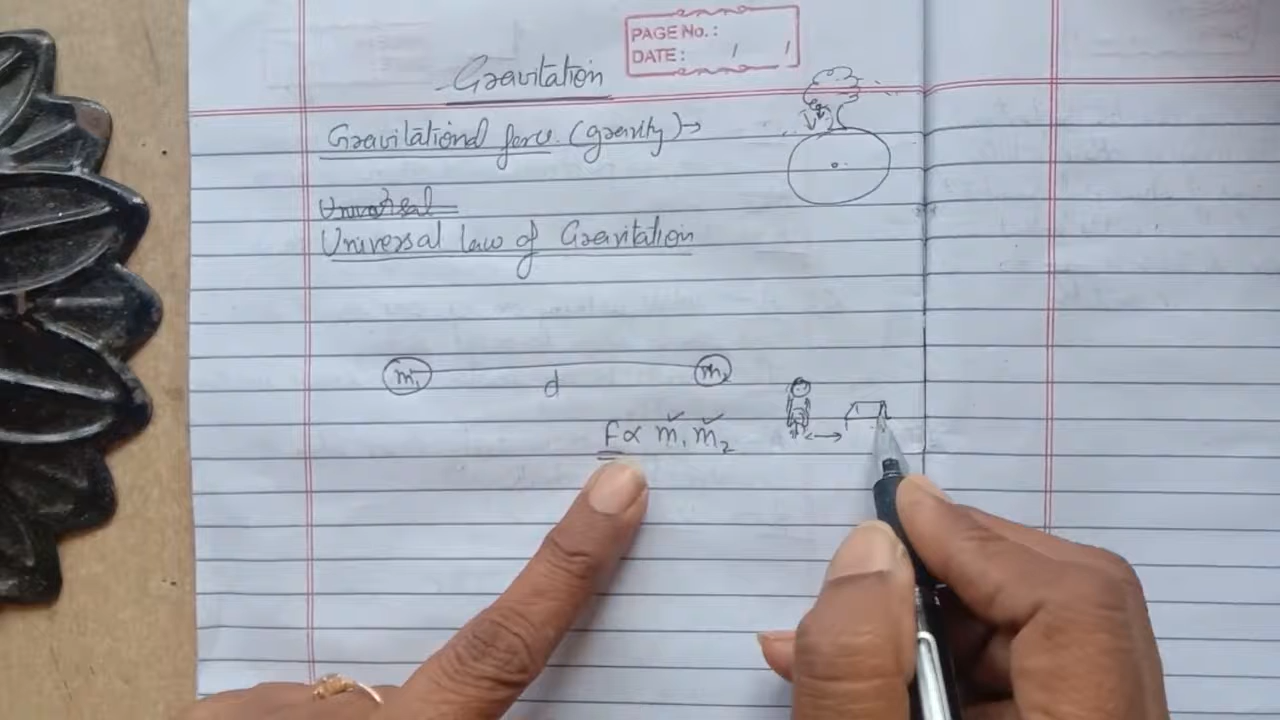 PAGE No.:
DATE: / /
Gravitation
Gravitational force. (gravity)→
Universal
Universal law of Gravitation
m₁ d m₂
F∝ m₁ m₂